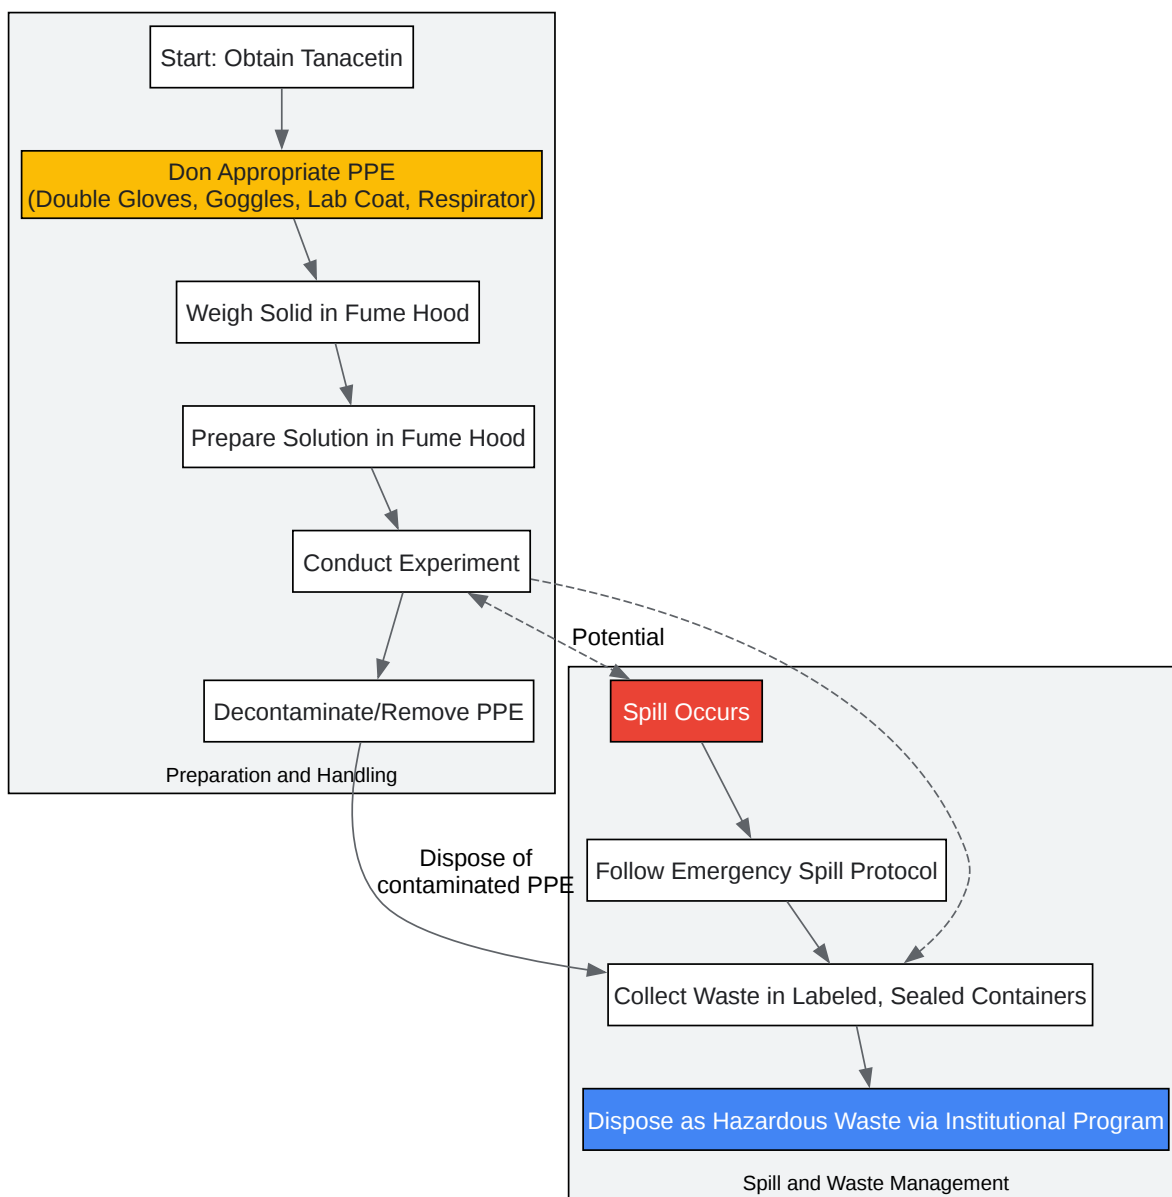 Start: Obtain Tanacetin
Don Appropriate PPE
(Double Gloves, Goggles, Lab Coat, Respirator)
Weigh Solid in Fume Hood
Prepare Solution in Fume Hood
Conduct Experiment
Potential
Decontaminate/Remove PPE
Spill Occurs
Preparation and Handling
Dispose of
contaminated PPE
Follow Emergency Spill Protocol
Collect Waste in Labeled, Sealed Containers
Dispose as Hazardous Waste via Institutional Program
Spill and Waste Management